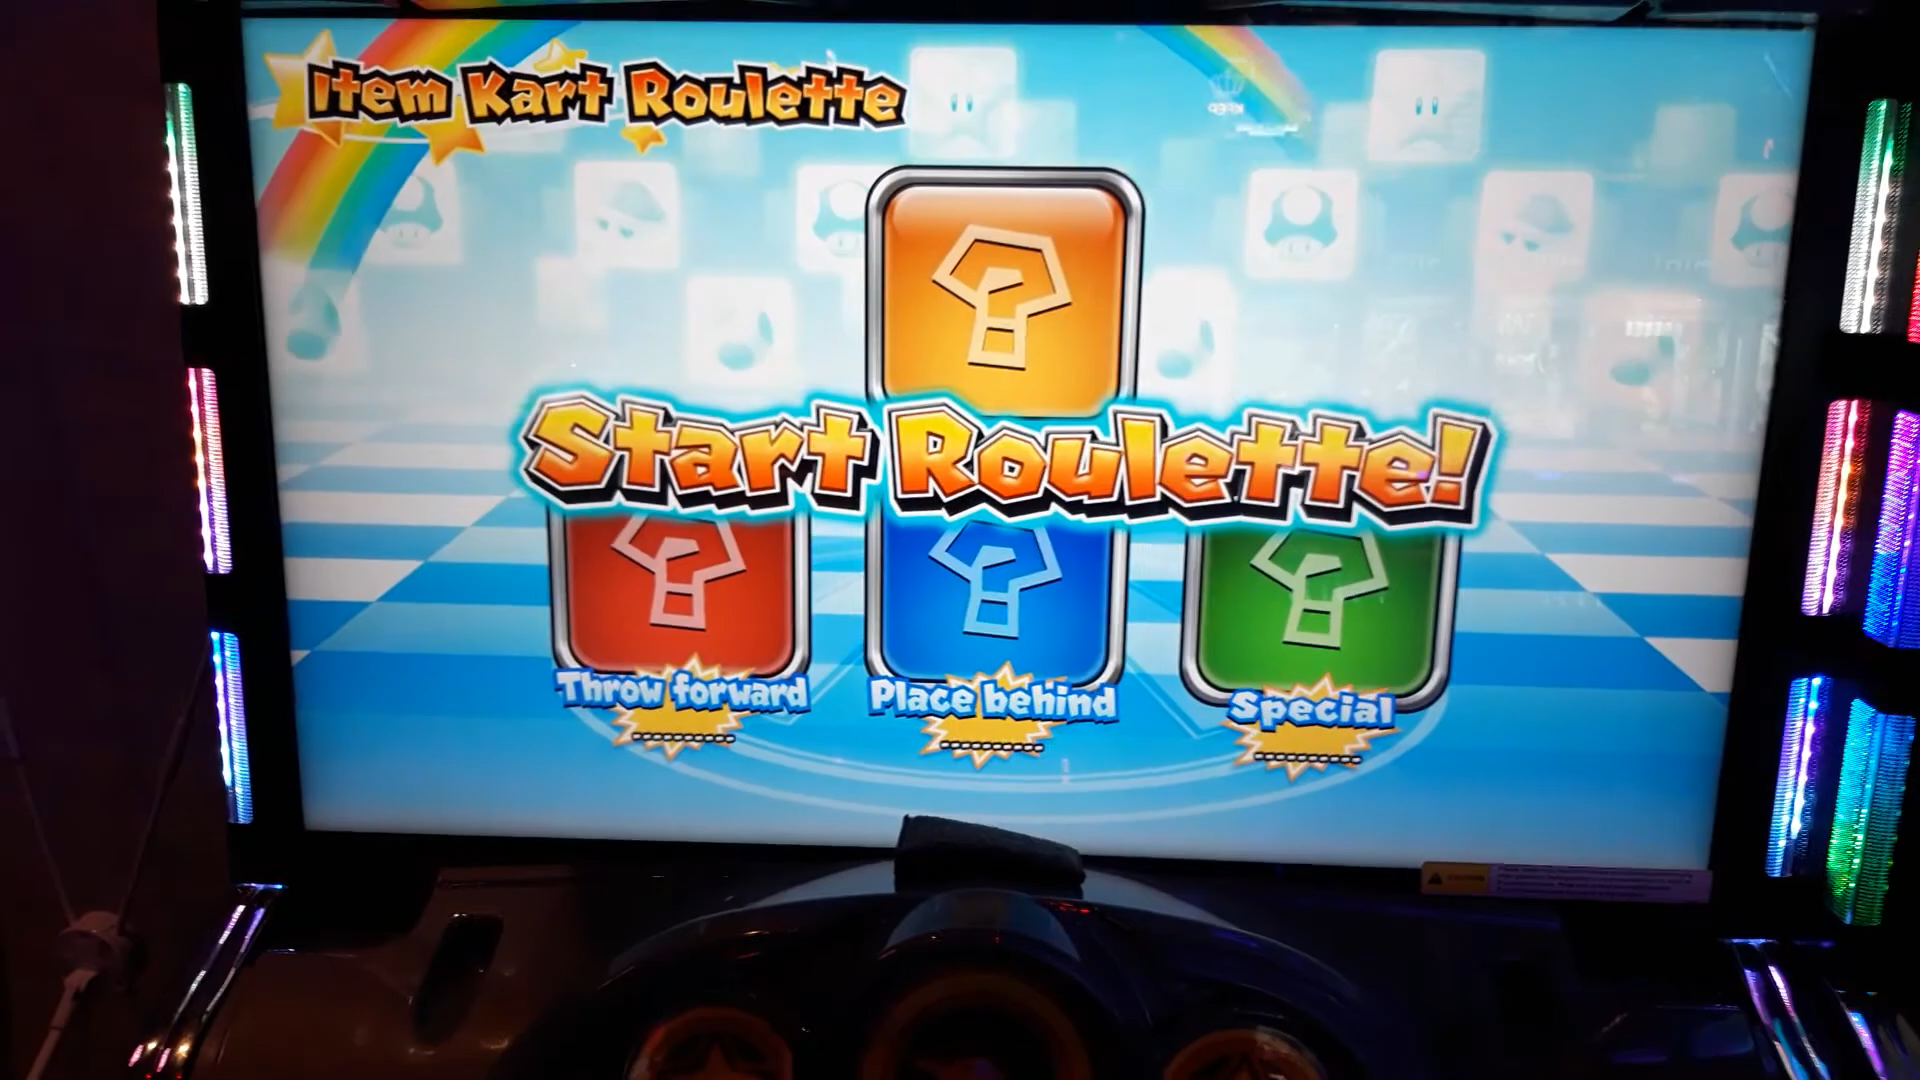 Item Kart Roulette
Start Roulette!
Throw forward
Place behind
Special